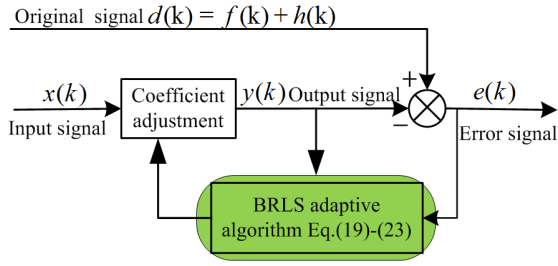 Original signal d(k) = f(k) + h(k)
x(k)
Input signal
Coefficient
adjustment
y(k) Output signal
+
−
e(k)
Error signal
BRLS adaptive
algorithm Eq.(19)-(23)